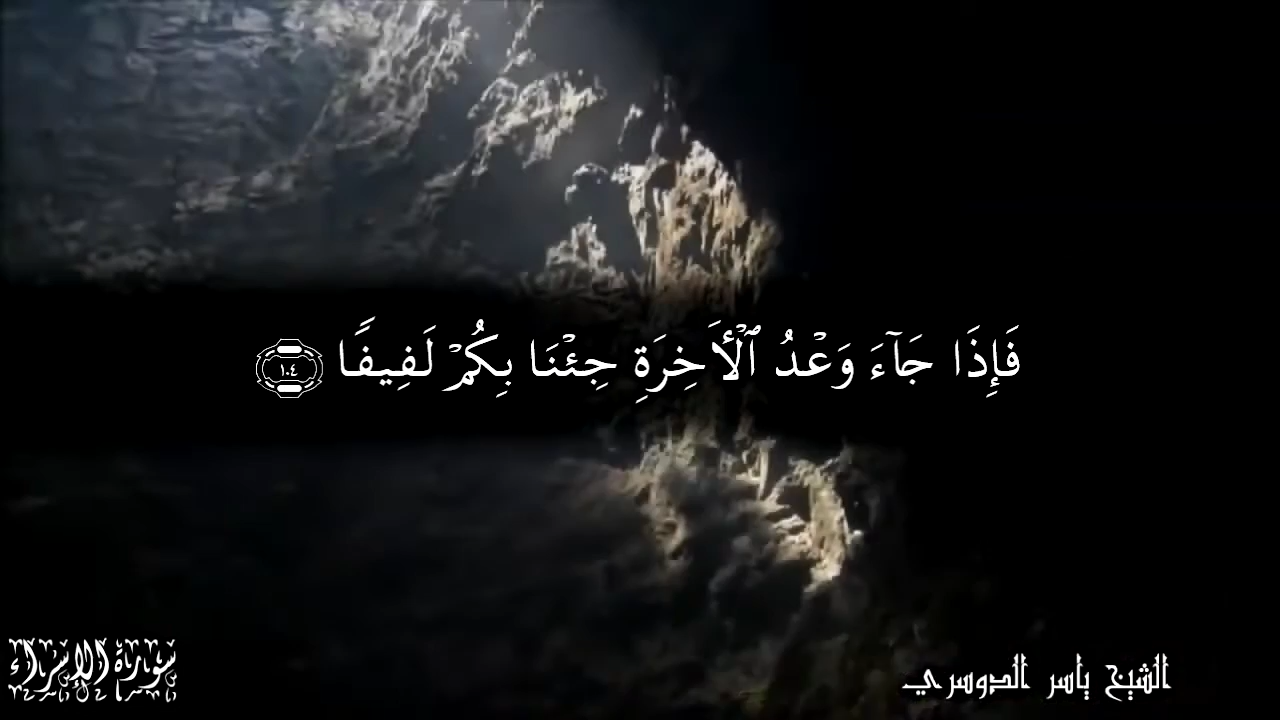 فَإِذَا جَآءَ وَعْدُ ٱلْأَخِرَةِ جِئْنَا بِكُمْ لَفِيفًا ١٠٤
سورة الإسراء
الشيخ ياسر الدوسري